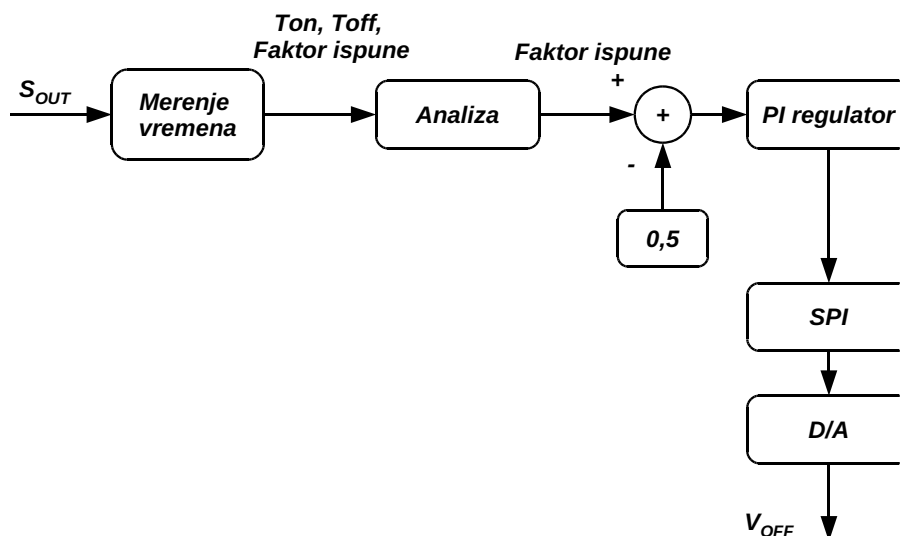 Ton, Toff,
Faktor ispune
Faktor ispune
+
S_OUT
Merenje
vremena
Analiza
+
PI regulator
-
0,5
SPI
D/A
V_OFF